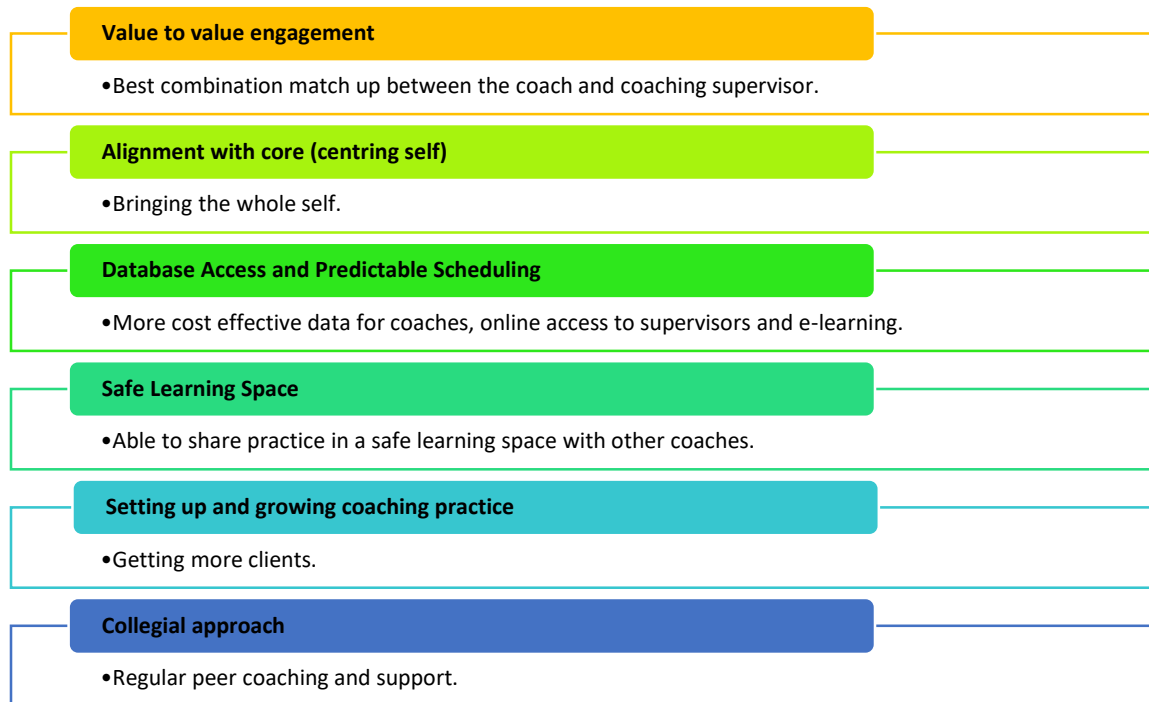 Value to value engagement
•Best combination match up between the coach and coaching supervisor.
Alignment with core (centring self)
•Bringing the whole self.
Database Access and Predictable Scheduling
•More cost effective data for coaches, online access to supervisors and e-learning.
Safe Learning Space
•Able to share practice in a safe learning space with other coaches.
Setting up and growing coaching practice
•Getting more clients.
Collegial approach
•Regular peer coaching and support.